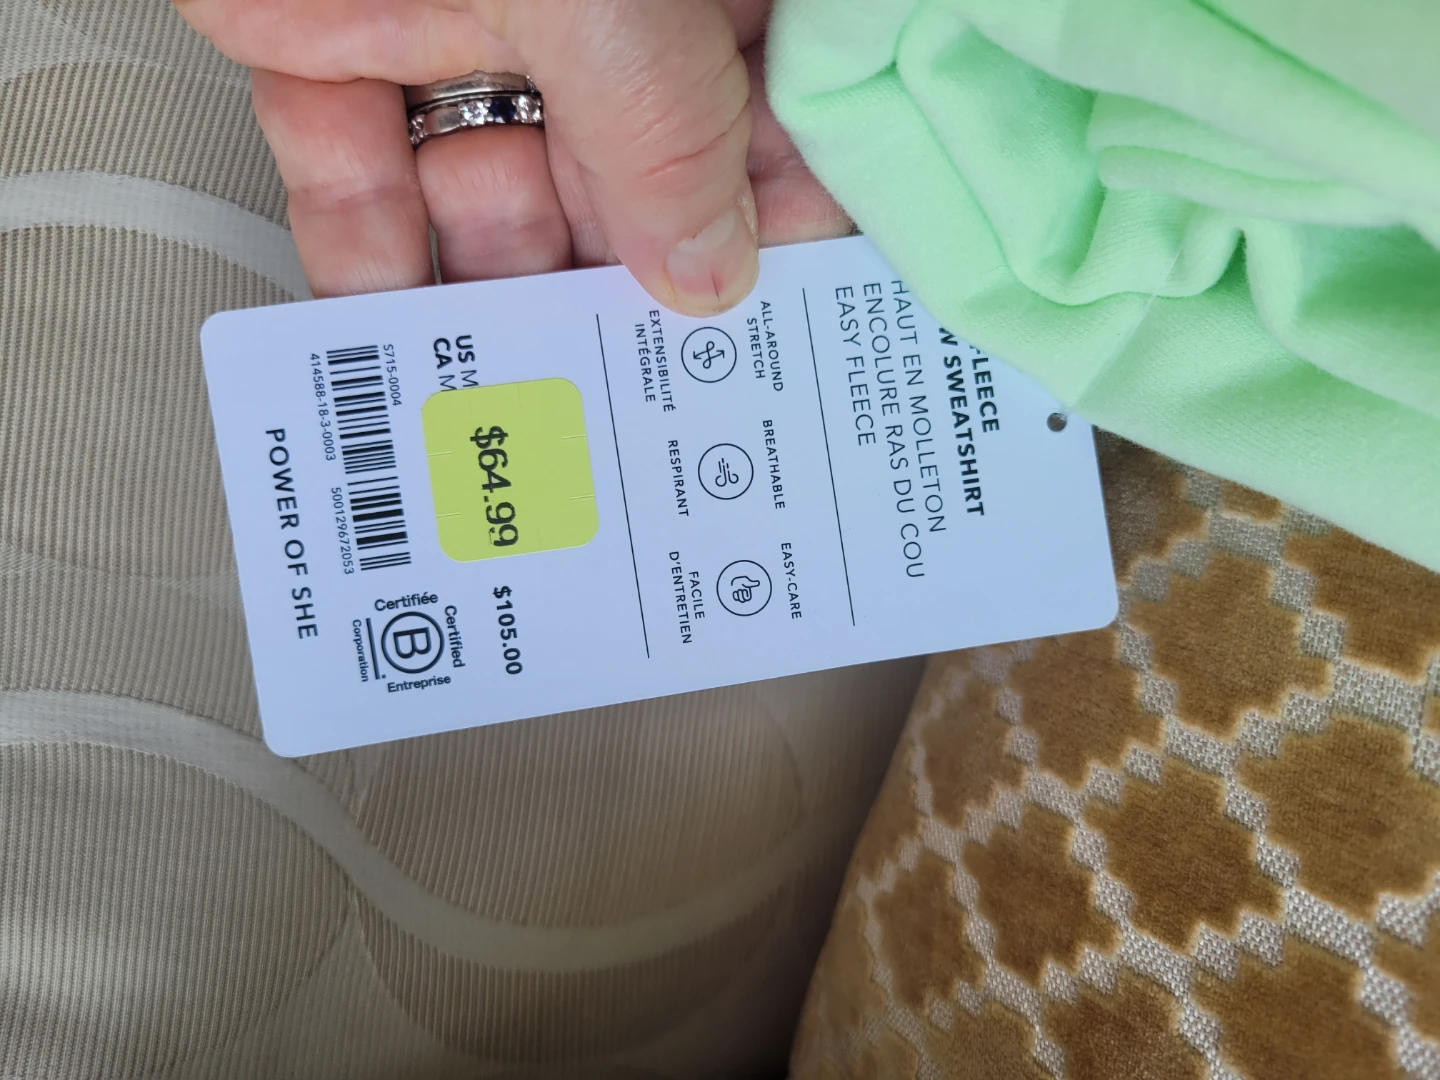 FLEECE
SWEATSHIRT
HAUT EN MOLLETON
ENCOLURE RAS DU COU
EASY FLEECE
ALL-AROUND
STRETCH
EXTENSIBILITÉ
INTÉGRALE
BREATHABLE
RESPIRANT
EASY-CARE
FACILE
D'ENTRETIEN
US M
CA M
$64.99
$105.00
S715-0004
414588-18-3-0003
500129672053
Certifiée
Certified
B
Corporation
Entreprise
POWER OF SHE